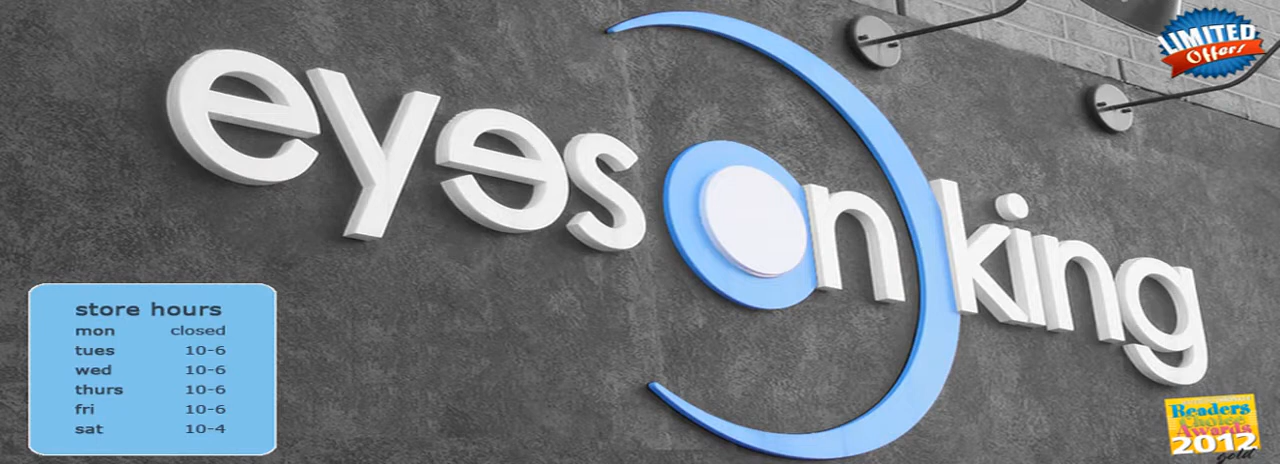 LIMITED
Offer!
eyes on king
store hours
mon closed
tues 10-6
wed 10-6
thurs 10-6
fri 10-6
sat 10-4
Readers
Choice
Awards
2012
gold